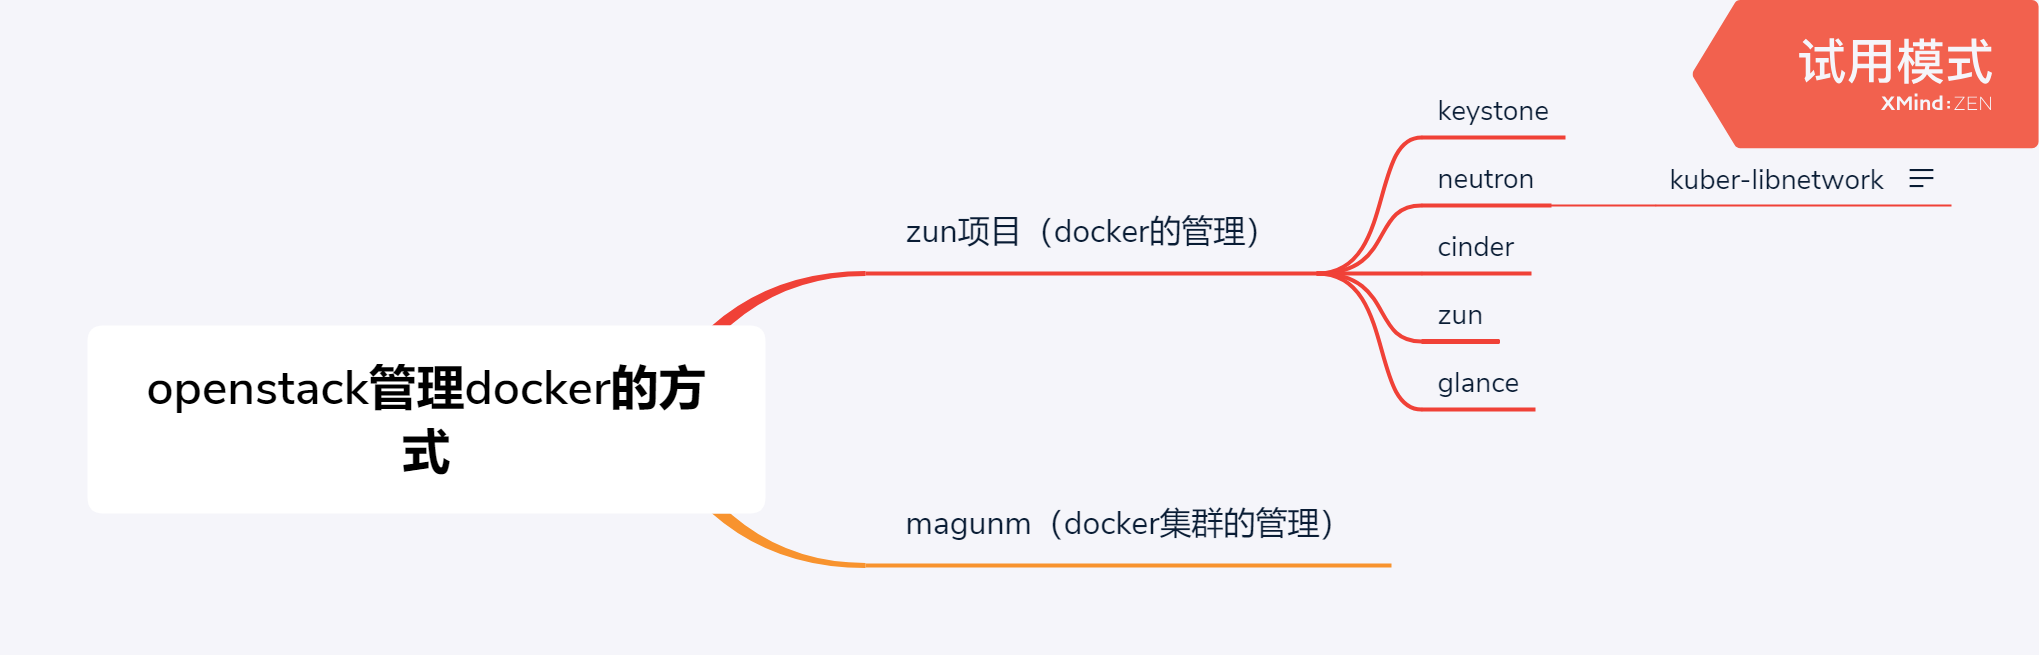 试用模式
XMind:ZEN
keystone
neutron
kuber-libnetwork
zun项目（docker的管理）
cinder
zun
glance
openstack管理docker的方
式
magunm（docker集群的管理）